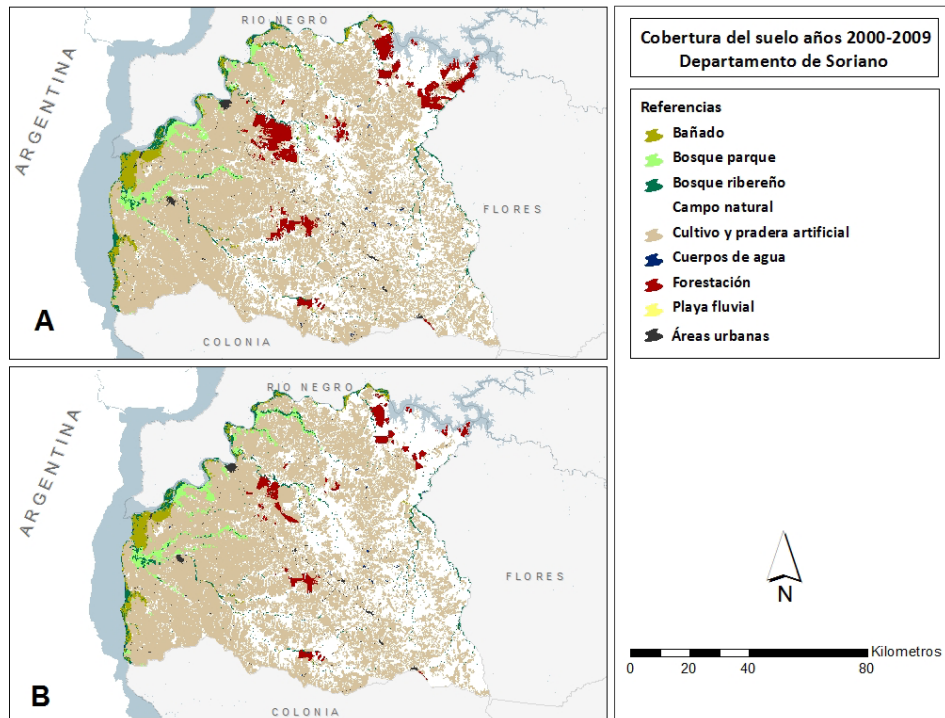 RIO NEGRO
ARGENTINA
FLORES
COLONIA
A
RIO NEGRO
ARGENTINA
FLORES
COLONIA
B
Cobertura del suelo años 2000-2009
Departamento de Soriano
Referencias
Bañado
Bosque parque
Bosque ribereño
Campo natural
Cultivo y pradera artificial
Cuerpos de agua
Forestación
Playa fluvial
Áreas urbanas
N
Kilometros
0 20 40 80